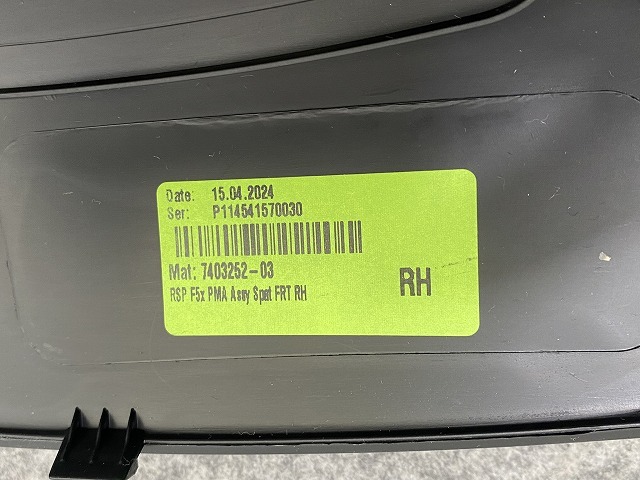 Date: 15.04.2024
Ser: P114541570030
Mat: 7403252-03
RSP F5x PMA Assy Spat FRT RH
RH